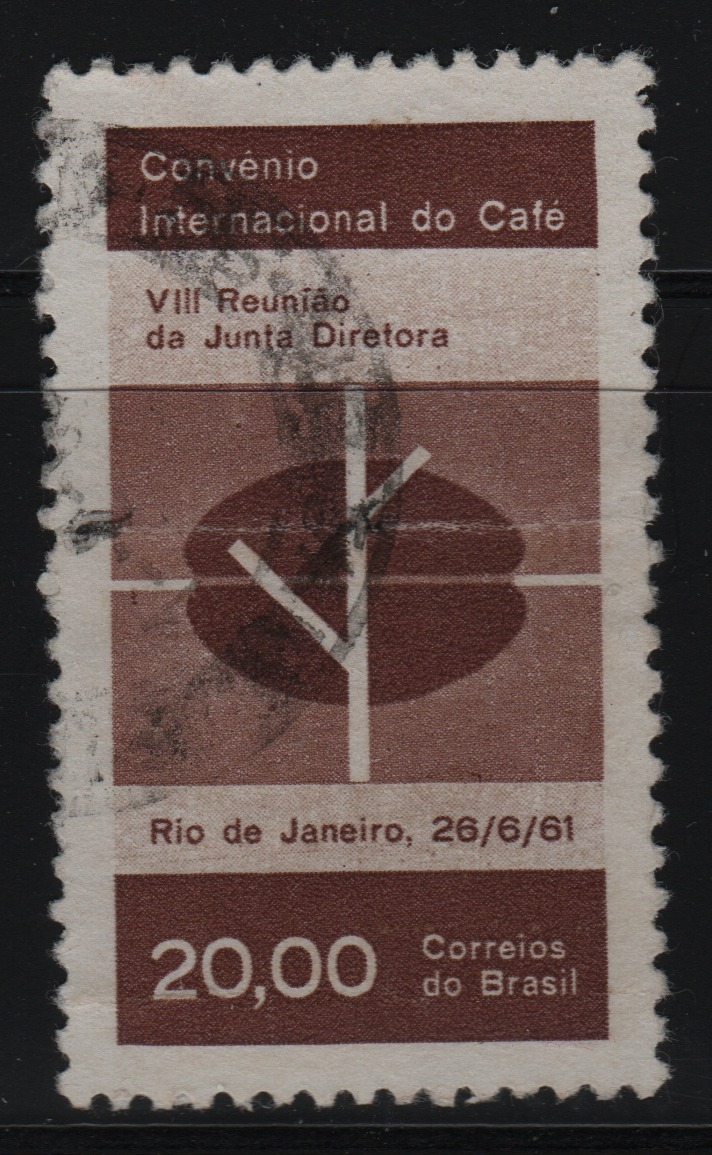 Convênio
Internacional do Café
VIII Reunião
da Junta Diretora
Rio de Janeiro, 26/6/61
20,00
Correios
do Brasil